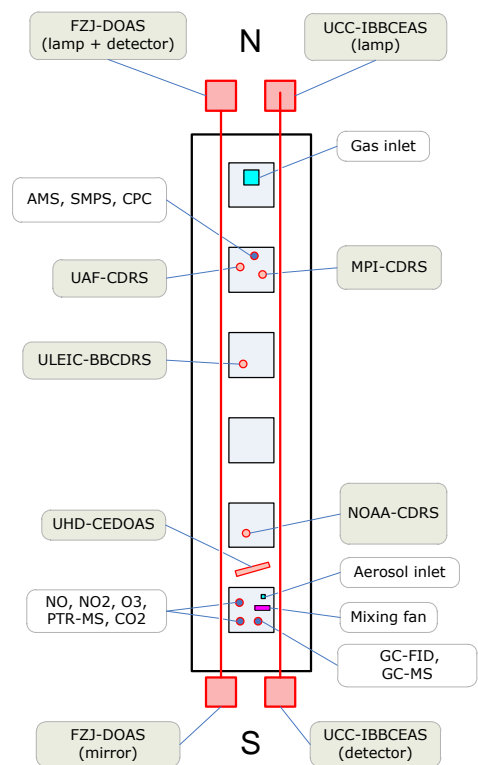 FZJ-DOAS
(lamp + detector)
N
UCC-IBBCEAS
(lamp)
Gas inlet
AMS, SMPS, CPC
UAF-CDRS
MPI-CDRS
ULEIC-BBCDRS
NOAA-CDRS
UHD-CEDOAS
Aerosol inlet
NO, NO2, O3,
PTR-MS, CO2
Mixing fan
GC-FID,
GC-MS
FZJ-DOAS
(mirror)
S
UCC-IBBCEAS
(detector)